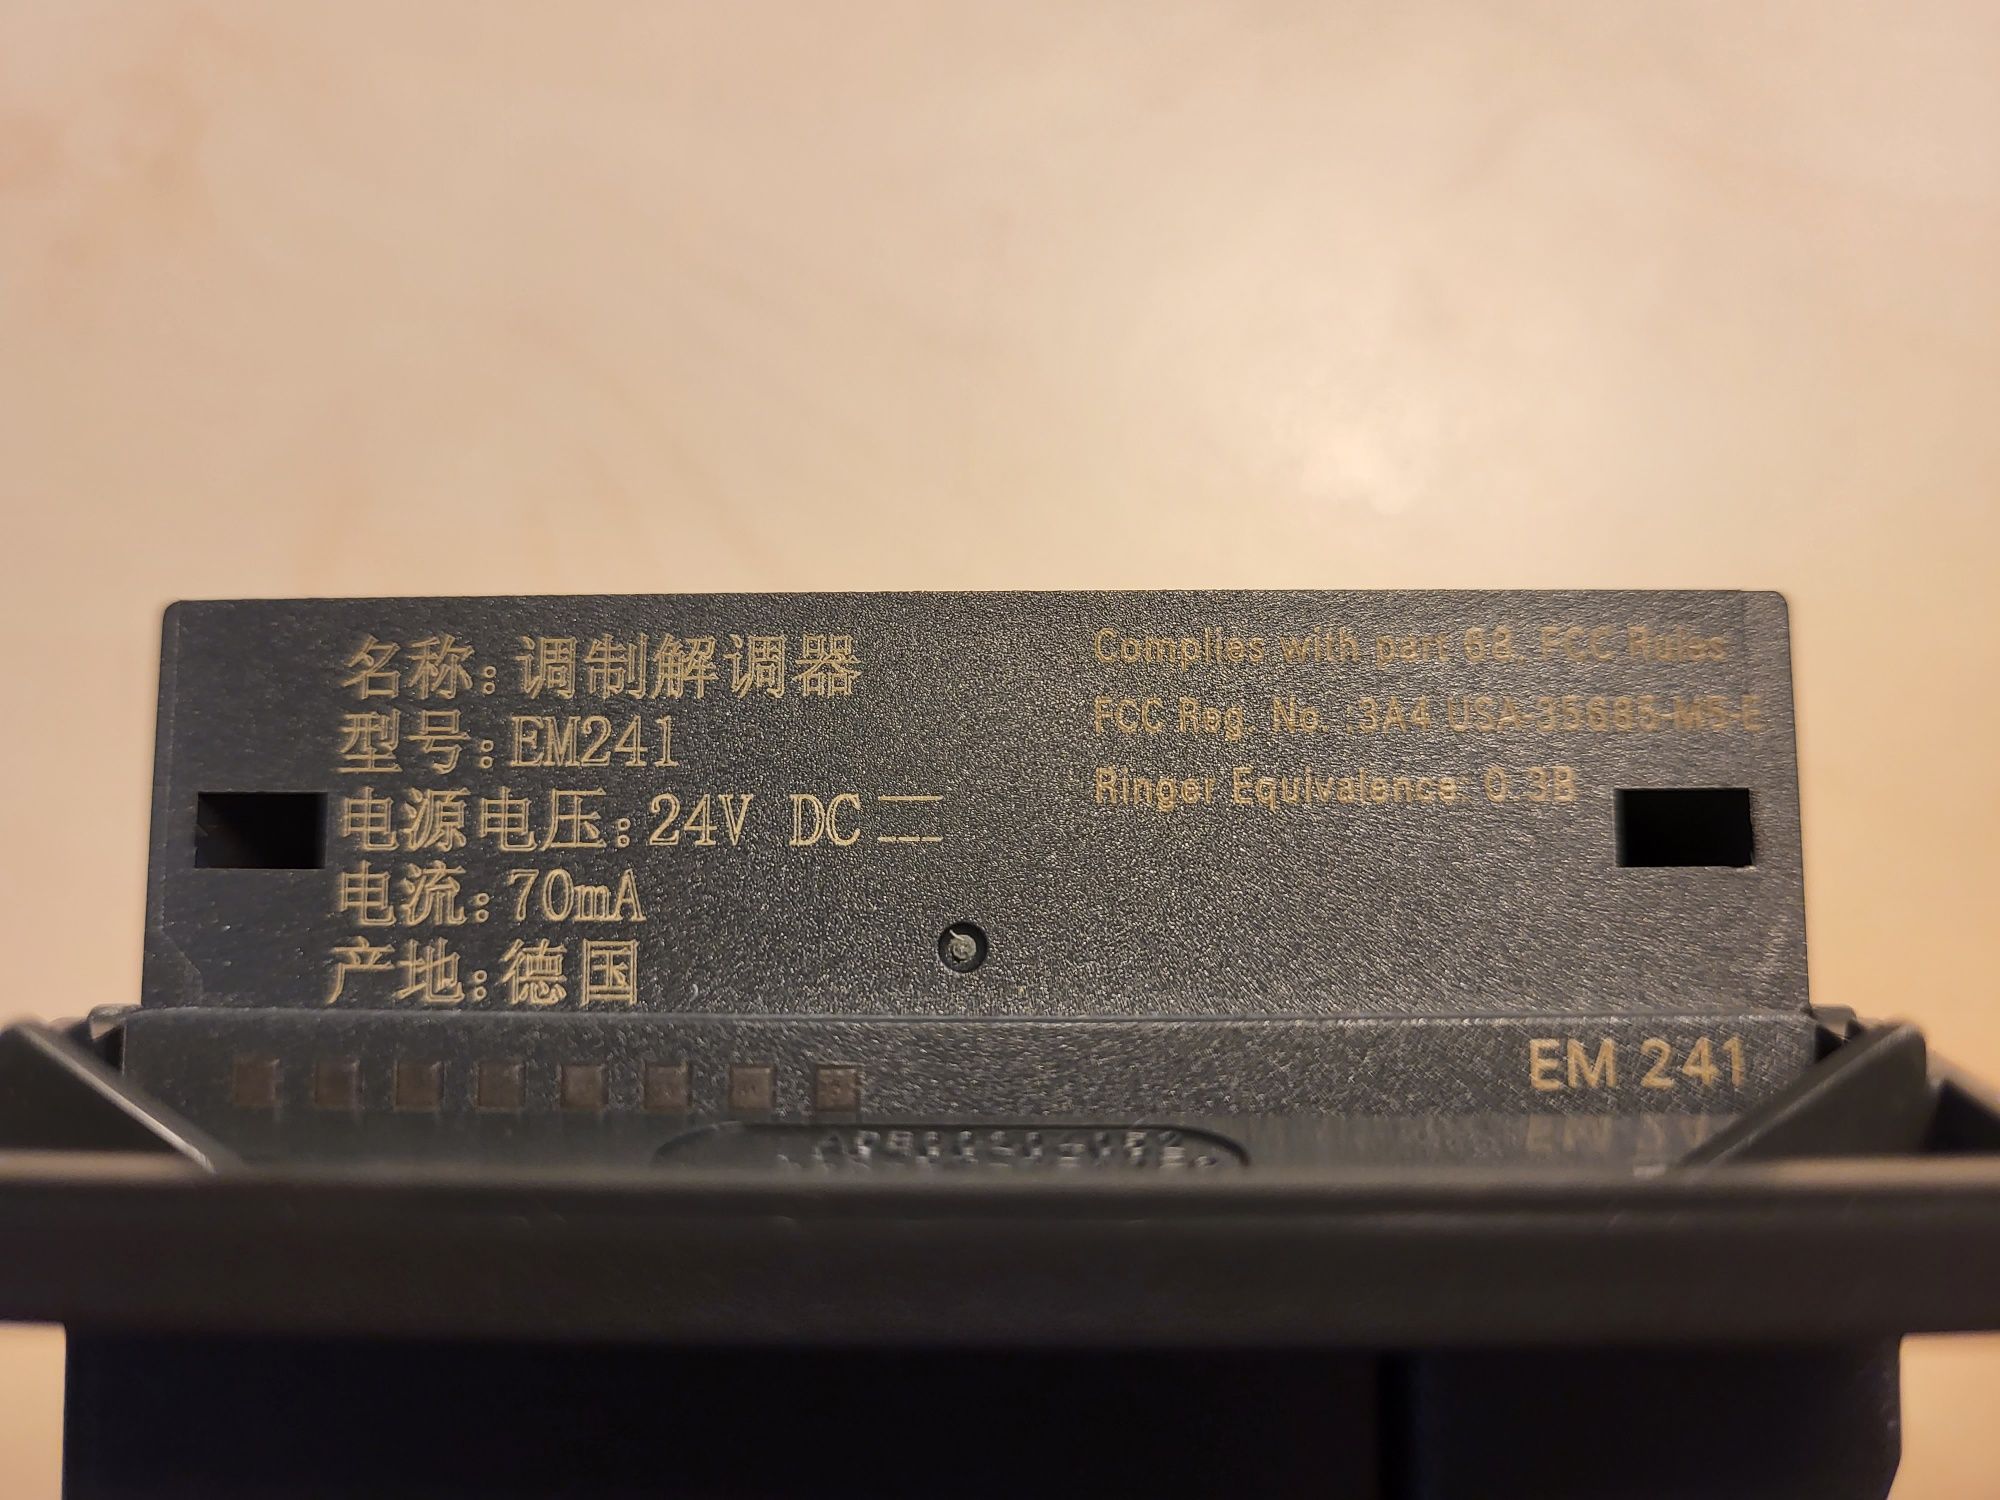 名称:调制解调器
型号:EM241
电源电压:24V DC
电流:70mA
产地:德国
Complies with part 68, FCC Rules
FCC Reg. No. :3A4 USA-35685-M5-E
Ringer Equivalence: 0.3B
EM 241